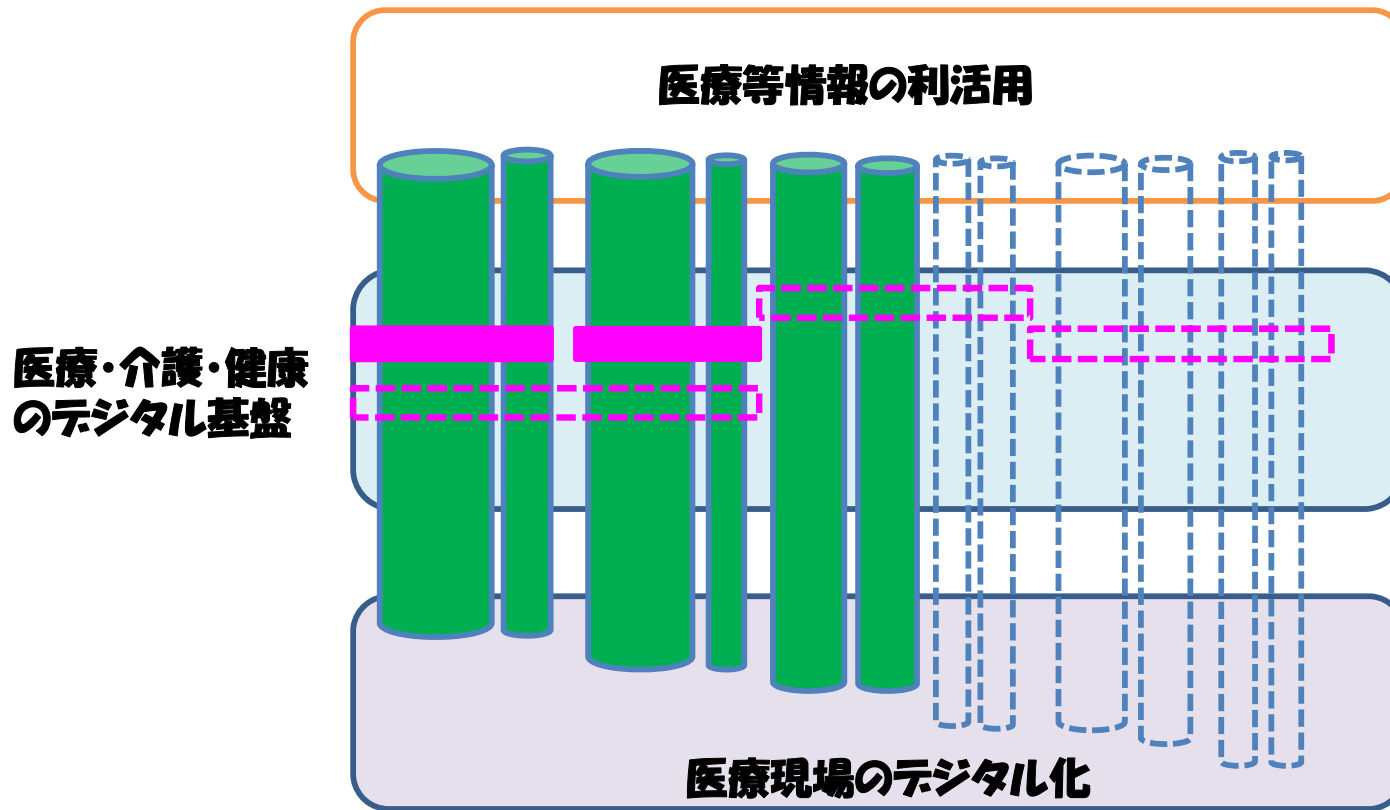 医療等情報の利活用
医療・介護・健康
のデジタル基盤
医療現場のデジタル化